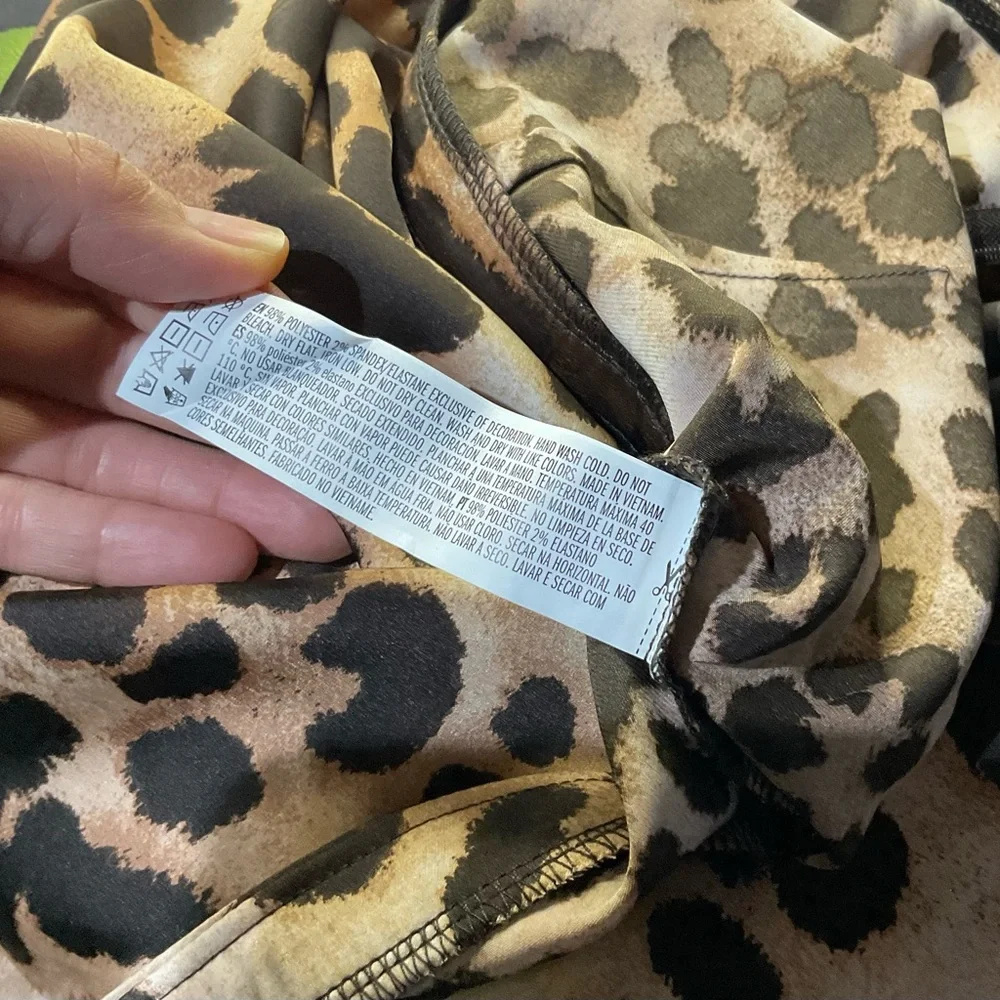 EN 98% POLYESTER 2% SPANDEX/ELASTANE EXCLUSIVE OF DECORATION. HAND WASH COLD. DO NOT
BLEACH. DRY FLAT. IRON LOW. DO NOT DRY CLEAN. WASH AND DRY WITH LIKE COLORS. MADE IN VIETNAM.
ES 98% poliéster 2% elastano EXCLUSIVO PARA DECORACIÓN. LAVAR A MANO. TEMPERATURA MÁXIMA 40
°C. NO USAR BLANQUEADOR. SECADO EXTENDIDO. PLANCHAR A UNA TEMPERATURA MÁXIMA DE LA BASE DE
110 °C, SIN VAPOR. PLANCHAR CON VAPOR PUEDE CAUSAR DAÑO IRREVERSIBLE. NO LIMPIEZA EN SECO.
LAVAR Y SECAR CON COLORES SIMILARES. HECHO EN VIETNAM. PT 98% POLIÉSTER 2% ELASTANO
EXCLUSIVO PARA DECORAÇÃO. LAVAR À MÃO EM ÁGUA FRIA. NÃO USAR CLORO. SECAR NA HORIZONTAL. NÃO
SECAR NA MÁQUINA. PASSAR A FERRO A BAIXA TEMPERATURA. NÃO LAVAR A SECO. LAVAR E SECAR COM
CORES SEMELHANTES. FABRICADO NO VIETNAME.